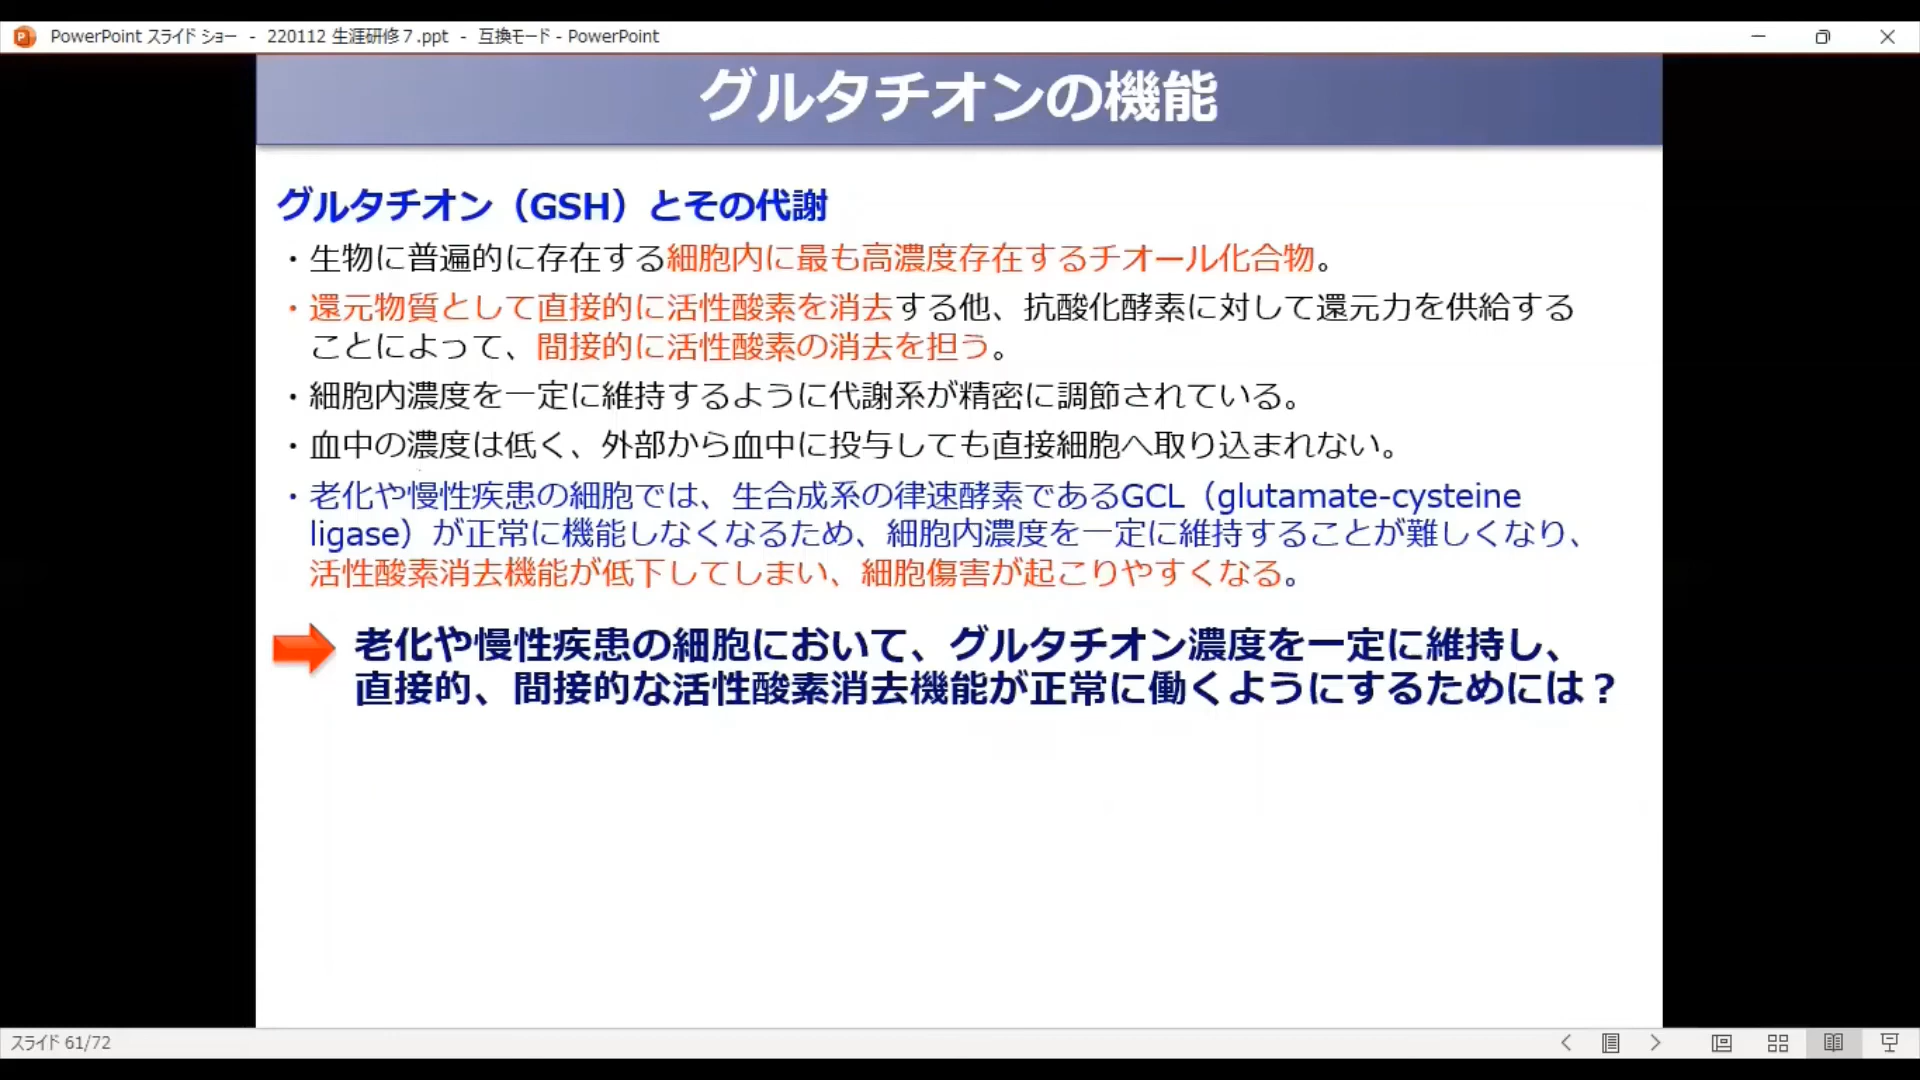 PowerPoint スライド ショー - 220112 生涯研修７.ppt - 互換モード - PowerPoint
グルタチオンの機能
グルタチオン（GSH）とその代謝
・生物に普遍的に存在する細胞内に最も高濃度存在するチオール化合物。
・還元物質として直接的に活性酸素を消去する他、抗酸化酵素に対して還元力を供給する
ことによって、間接的に活性酸素の消去を担う。
・細胞内濃度を一定に維持するように代謝系が精密に調節されている。
・血中の濃度は低く、外部から血中に投与しても直接細胞へ取り込まれない。
・老化や慢性疾患の細胞では、生合成系の律速酵素であるGCL（glutamate-cysteine
ligase）が正常に機能しなくなるため、細胞内濃度を一定に維持することが難しくなり、
活性酸素消去機能が低下してしまい、細胞傷害が起こりやすくなる。
老化や慢性疾患の細胞において、グルタチオン濃度を一定に維持し、
直接的、間接的な活性酸素消去機能が正常に働くようにするためには？
スライド 61/72